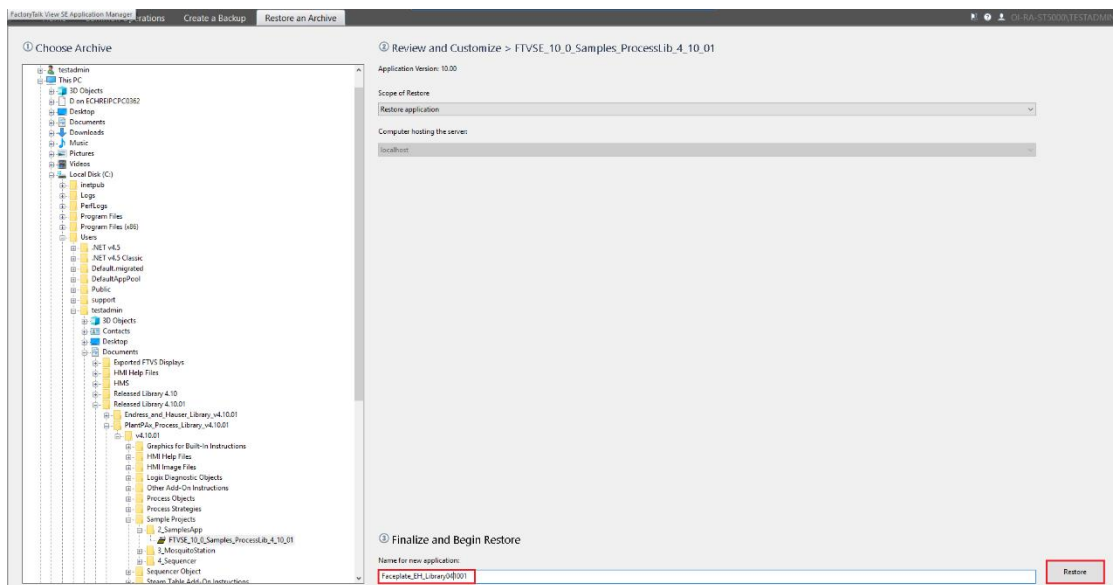 FactoryTalk View SE Application Manager
rations
Create a Backup
Restore an Archive
OI-RA-ST5000\TESTADMIN
① Choose Archive
testadmin
This PC
3D Objects
D on ECHREIPCPC0362
Desktop
Documents
Downloads
Music
Pictures
Videos
Local Disk (C:)
inetpub
Logs
PerfLogs
Program Files
Program Files (x86)
Users
.NET v4.5
.NET v4.5 Classic
Default.migrated
DefaultAppPool
Public
support
testadmin
3D Objects
Contacts
Desktop
Documents
Exported FTVS Displays
HMI Help Files
HMS
Released Library 4.10
Released Library 4.10.01
Endress_and_Hauser_Library_v4.10.01
PlantPAx_Process_Library_v4.10.01
v4.10.01
Graphics for Built-In Instructions
HMI Help Files
HMI Image Files
Logix Diagnostic Objects
Other Add-On Instructions
Process Objects
Process Strategies
Sample Projects
2_SamplesApp
FTVSE_10_0_Samples_ProcessLib_4_10_01
3_MosquitoStation
4_Sequencer
Sequencer Object
Steam Table Add-On Instructions
② Review and Customize > FTVSE_10_0_Samples_ProcessLib_4_10_01
Application Version: 10.00
Scope of Restore
Restore application
Computer hosting the server:
localhost
③ Finalize and Begin Restore
Name for new application:
Faceplate_EH_Library041001
Restore